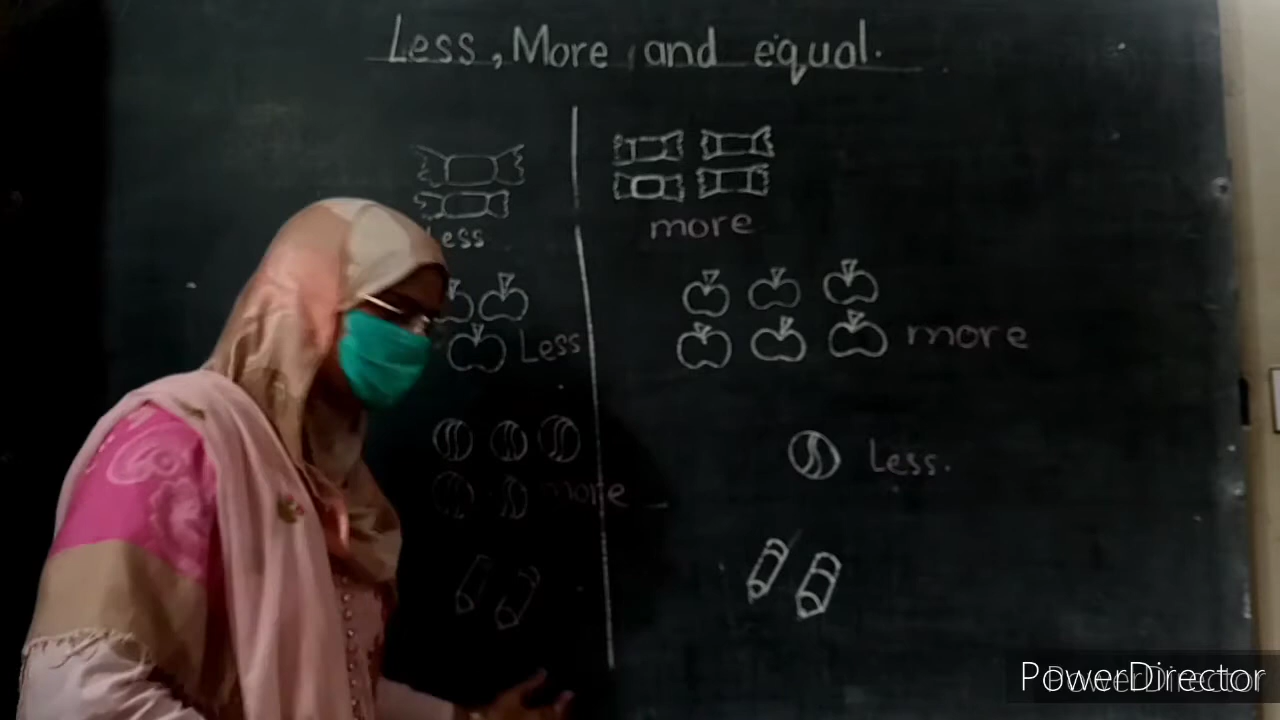 Less, More, and equal.
Less
more
Less
more
more
Less.
PowerDirector